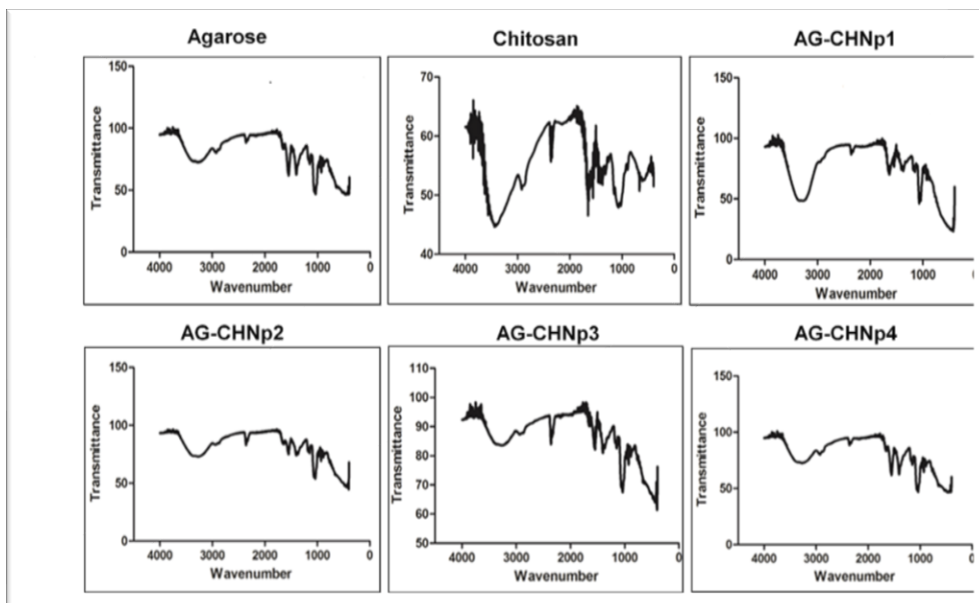 Agarose
Chitosan
AG-CHNp1
150
100
50
0
Transmittance
4000 3000 2000 1000 0
Wavenumber
70
60
50
40
Transmittance
4000 3000 2000 1000 0
Wavenumber
150
100
50
0
Transmittance
4000 3000 2000 1000
Wavenumber
AG-CHNp2
AG-CHNp3
AG-CHNp4
150
100
50
0
Transmittance
4000 3000 2000 1000 0
Wavenumber
110
100
90
80
70
60
50
Transmittance
4000 3000 2000 1000 0
Wavenumber
150
100
50
0
Transmittance
4000 3000 2000 1000
Wavenumber